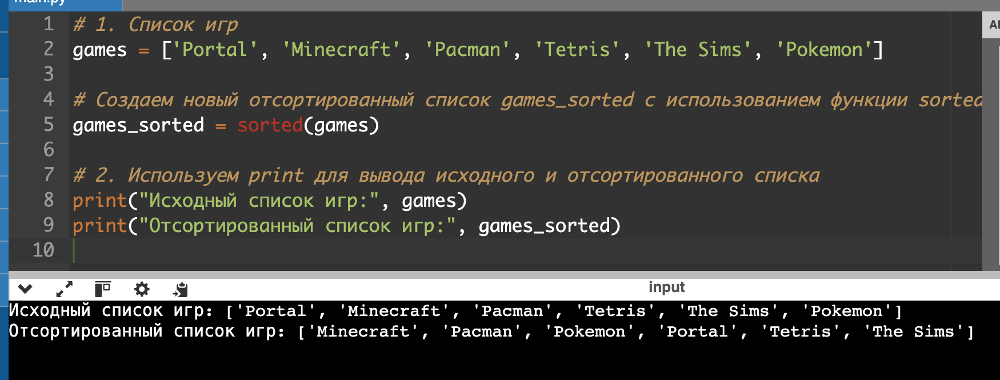 main.py
1 # 1. Список игр
2 games = ['Portal', 'Minecraft', 'Pacman', 'Tetris', 'The Sims', 'Pokemon']
3
4 # Создаем новый отсортированный список games_sorted с использованием функции sorted
5 games_sorted = sorted(games)
6
7 # 2. Используем print для вывода исходного и отсортированного списка
8 print("Исходный список игр:", games)
9 print("Отсортированный список игр:", games_sorted)
10
input
Исходный список игр: ['Portal', 'Minecraft', 'Pacman', 'Tetris', 'The Sims', 'Pokemon']
Отсортированный список игр: ['Minecraft', 'Pacman', 'Pokemon', 'Portal', 'Tetris', 'The Sims']